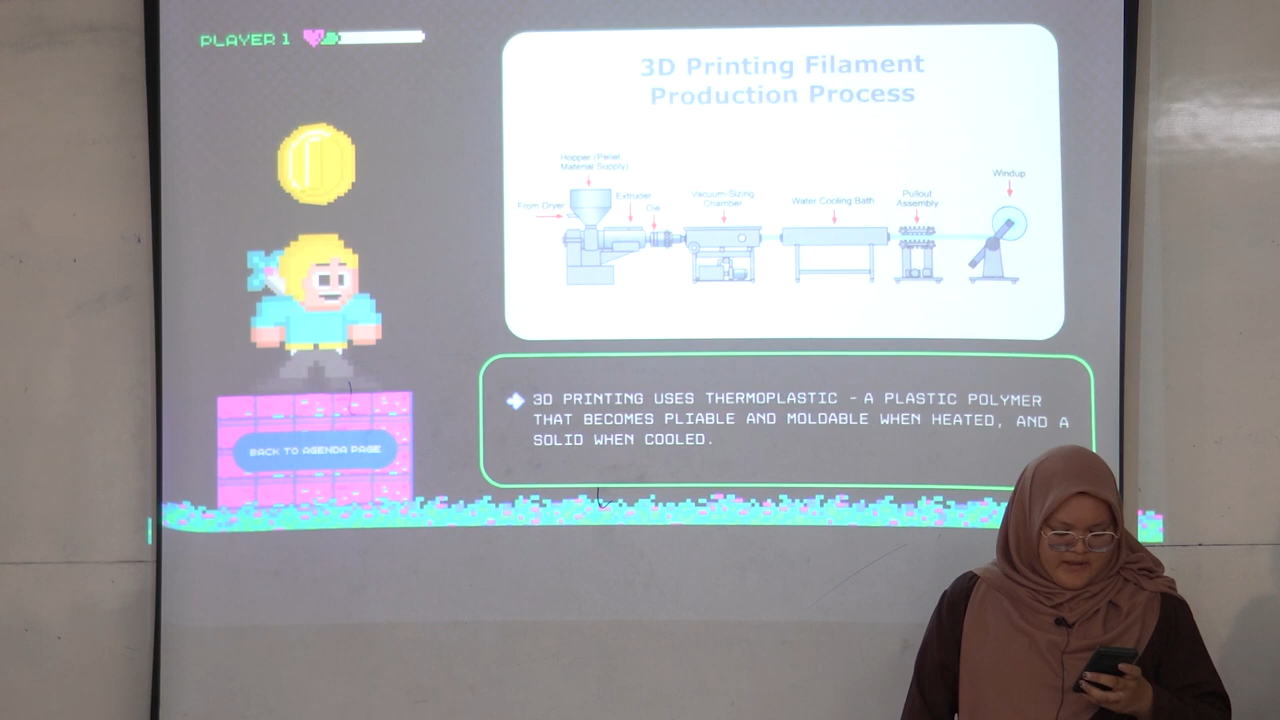 PLAYER 1
3D Printing Filament
Production Process
Hopper (Pellet
Material Supply)
From Dryer
Extruder
Die
Vacuum-Sizing
Chamber
Water Cooling Bath
Pullout
Assembly
Windup
3D PRINTING USES THERMOPLASTIC - A PLASTIC POLYMER
THAT BECOMES PLIABLE AND MOLDABLE WHEN HEATED, AND A
SOLID WHEN COOLED.
BACK TO AGENDA PAGE